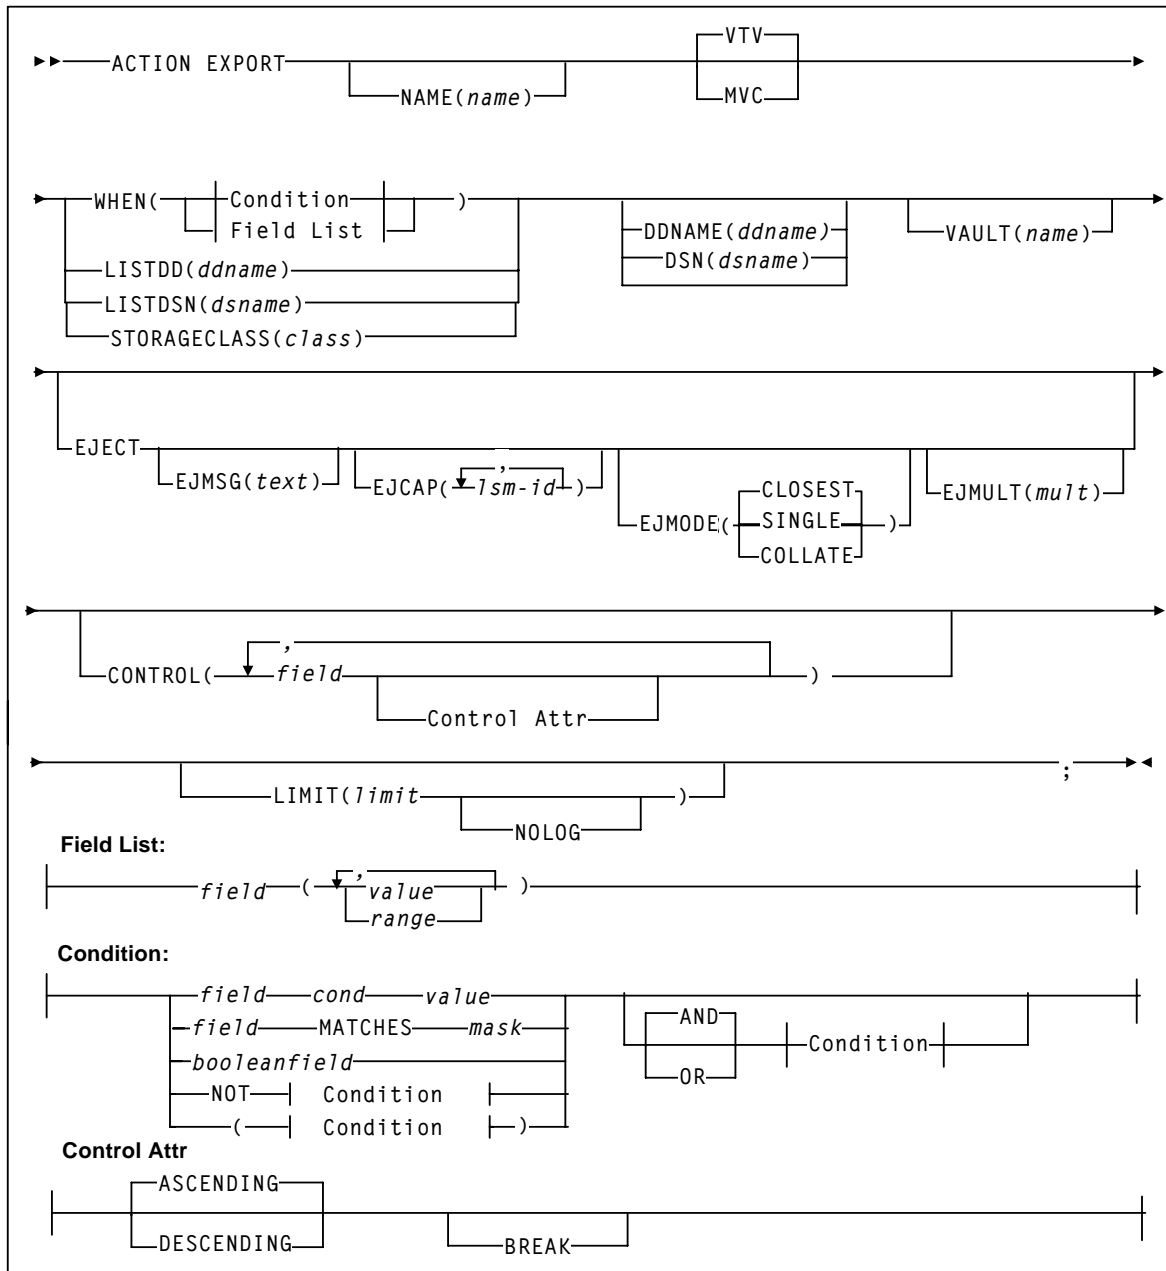 VTV
ACTION EXPORT
NAME(name)
MVC
WHEN( Condition )
Field List
DDNAME(ddname)
VAULT(name)
DSN(dsname)
LISTDD(ddname)
LISTDSN(dsname)
STORAGECLASS(class)
EJECT
EJMSG(text)
,
EJCAP( lsm-id )
CLOSEST
EJMULT(mult)
EJMODE( SINGLE )
COLLATE
,
CONTROL( field )
Control Attr
LIMIT(limit ) ;
NOLOG
Field List:
,
field ( value )
range
Condition:
field cond value
field MATCHES mask
AND
Condition
booleanfield
OR
NOT Condition
( Condition )
Control Attr
ASCENDING
DESCENDING
BREAK